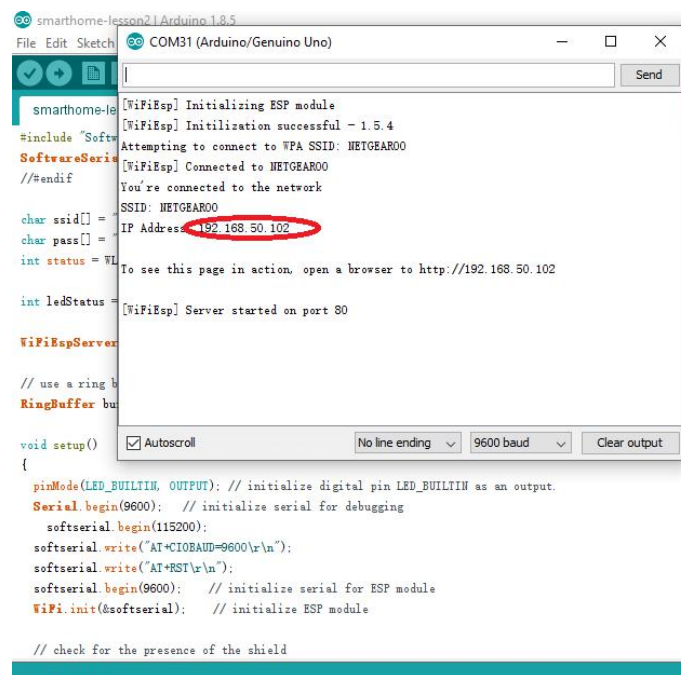 smarthome-lesson2 | Arduino 1.8.5
File Edit Sketch
COM31 (Arduino/Genuino Uno)
Send
smarthome-le
[WiFiEsp] Initializing ESP module
[WiFiEsp] Initilization successful - 1.5.4
Attempting to connect to WPA SSID: NETGEAR00
[WiFiEsp] Connected to NETGEAR00
You're connected to the network
SSID: NETGEAR00
IP Address 192.168.50.102
To see this page in action, open a browser to http://192.168.50.102
[WiFiEsp] Server started on port 80
Autoscroll
No line ending
9600 baud
Clear output
#include "Softw
SoftwareSeria
//#endif
char ssid[] = "
char pass[] = "
int status = WL
int ledStatus =
WiFiEspServer
// use a ring b
RingBuffer bu
void setup()
{
pinMode(LED_BUILTIN, OUTPUT); // initialize digital pin LED_BUILTIN as an output.
Serial.begin(9600); // initialize serial for debugging
softserial.begin(115200);
softserial.write("AT+CIOBAUD=9600\r\n");
softserial.write("AT+RST\r\n");
softserial.begin(9600); // initialize serial for ESP module
WiFi.init(&softserial); // initialize ESP module
// check for the presence of the shield